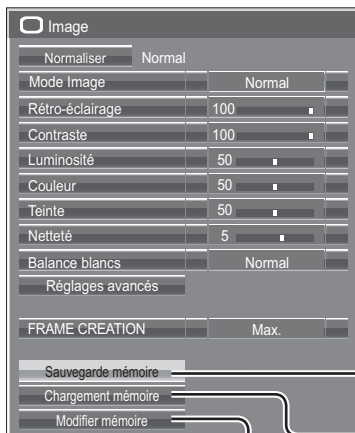 Image
Normaliser Normal
Mode Image Normal
Rétro-éclairage 100
Contraste 100
Luminosité 50
Couleur 50
Teinte 50
Netteté 5
Balance blancs Normal
Réglages avancés
FRAME CREATION Max.
Sauvegarde mémoire
Chargement mémoire
Modifier mémoire